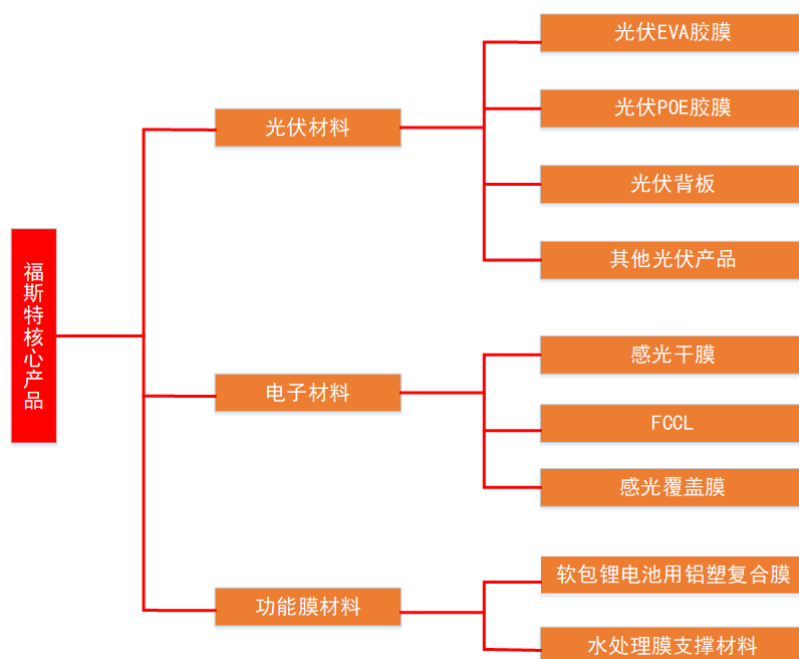 福斯特核心产品
光伏材料
光伏EVA胶膜
光伏POE胶膜
光伏背板
其他光伏产品
电子材料
感光干膜
FCCL
感光覆盖膜
功能膜材料
软包锂电池用铝塑复合膜
水处理膜支撑材料